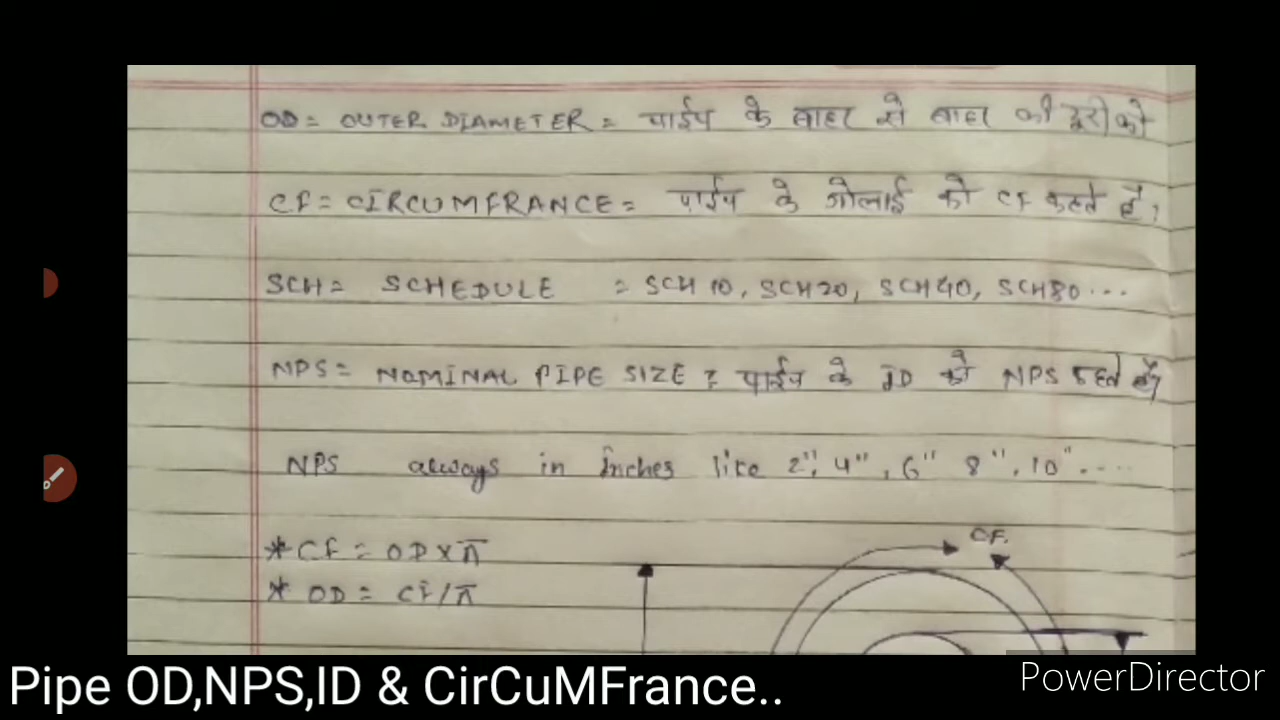 OD = OUTER DIAMETER = पाईप के बाहर से बाहर की दूरी को
CF = CIRCUMFRANCE = पाईप के गोलाई को CF कहते है,
SCH = SCHEDULE = SCH 10, SCH 20, SCH 40, SCH 80 ...
NPS = NOMINAL PIPE SIZE = पाईप के ID को NPS कहते हैं
NPS always in Inches like 2", 4", 6" 8", 10" ....
* CF = OD X π
* OD = CF/π
CF.
Pipe OD,NPS,ID & CirCuMFrance..
PowerDirector